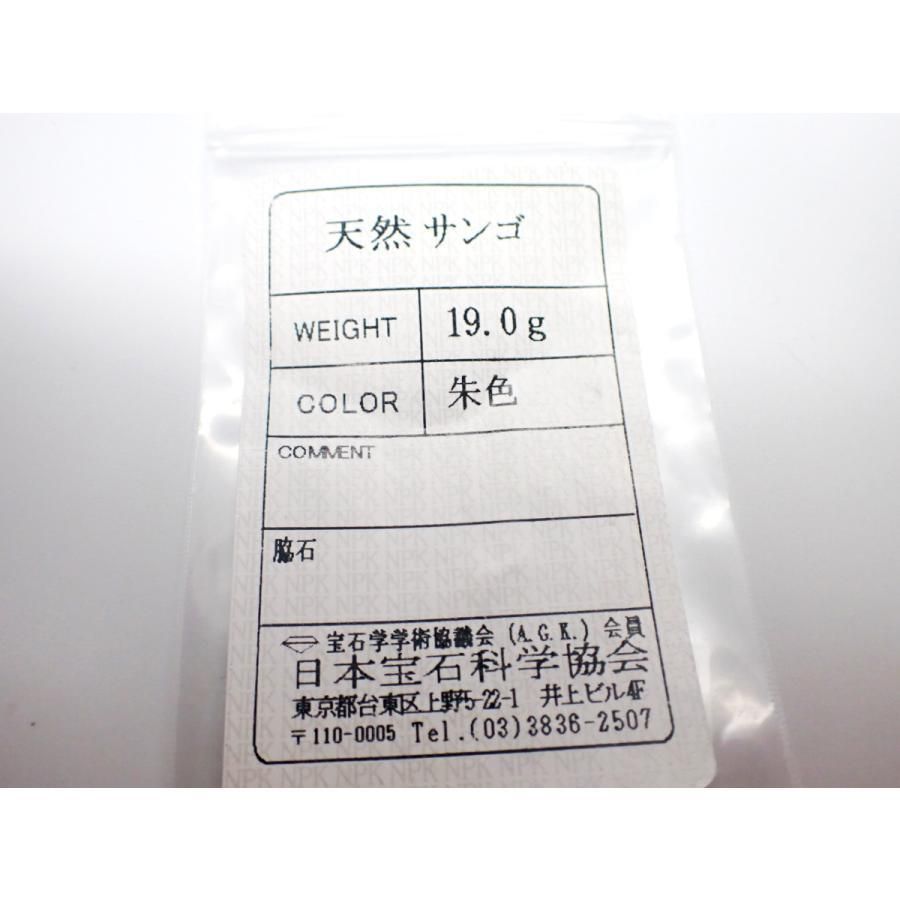 天然 サンゴ
WEIGHT 19.0g
COLOR 朱色
COMMENT
脇石
宝石学学術協議会 (A.G.K.) 会員
日本宝石科学協会
東京都台東区上野5-22-1 井上ビル4F
〒110-0005 Tel.(03)3836-2507